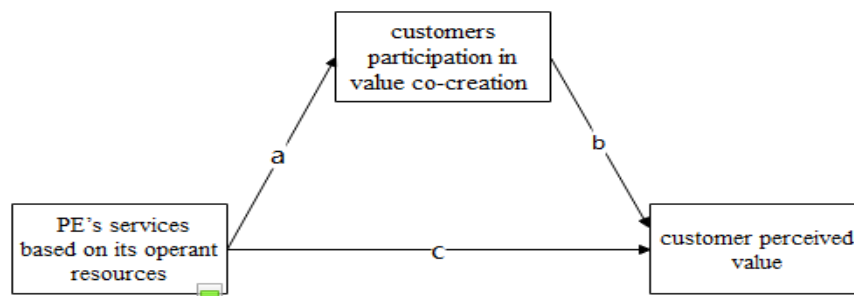 customers
participation in
value co-creation
a
b
PE's services
based on its operant
resources
c
customer perceived
value